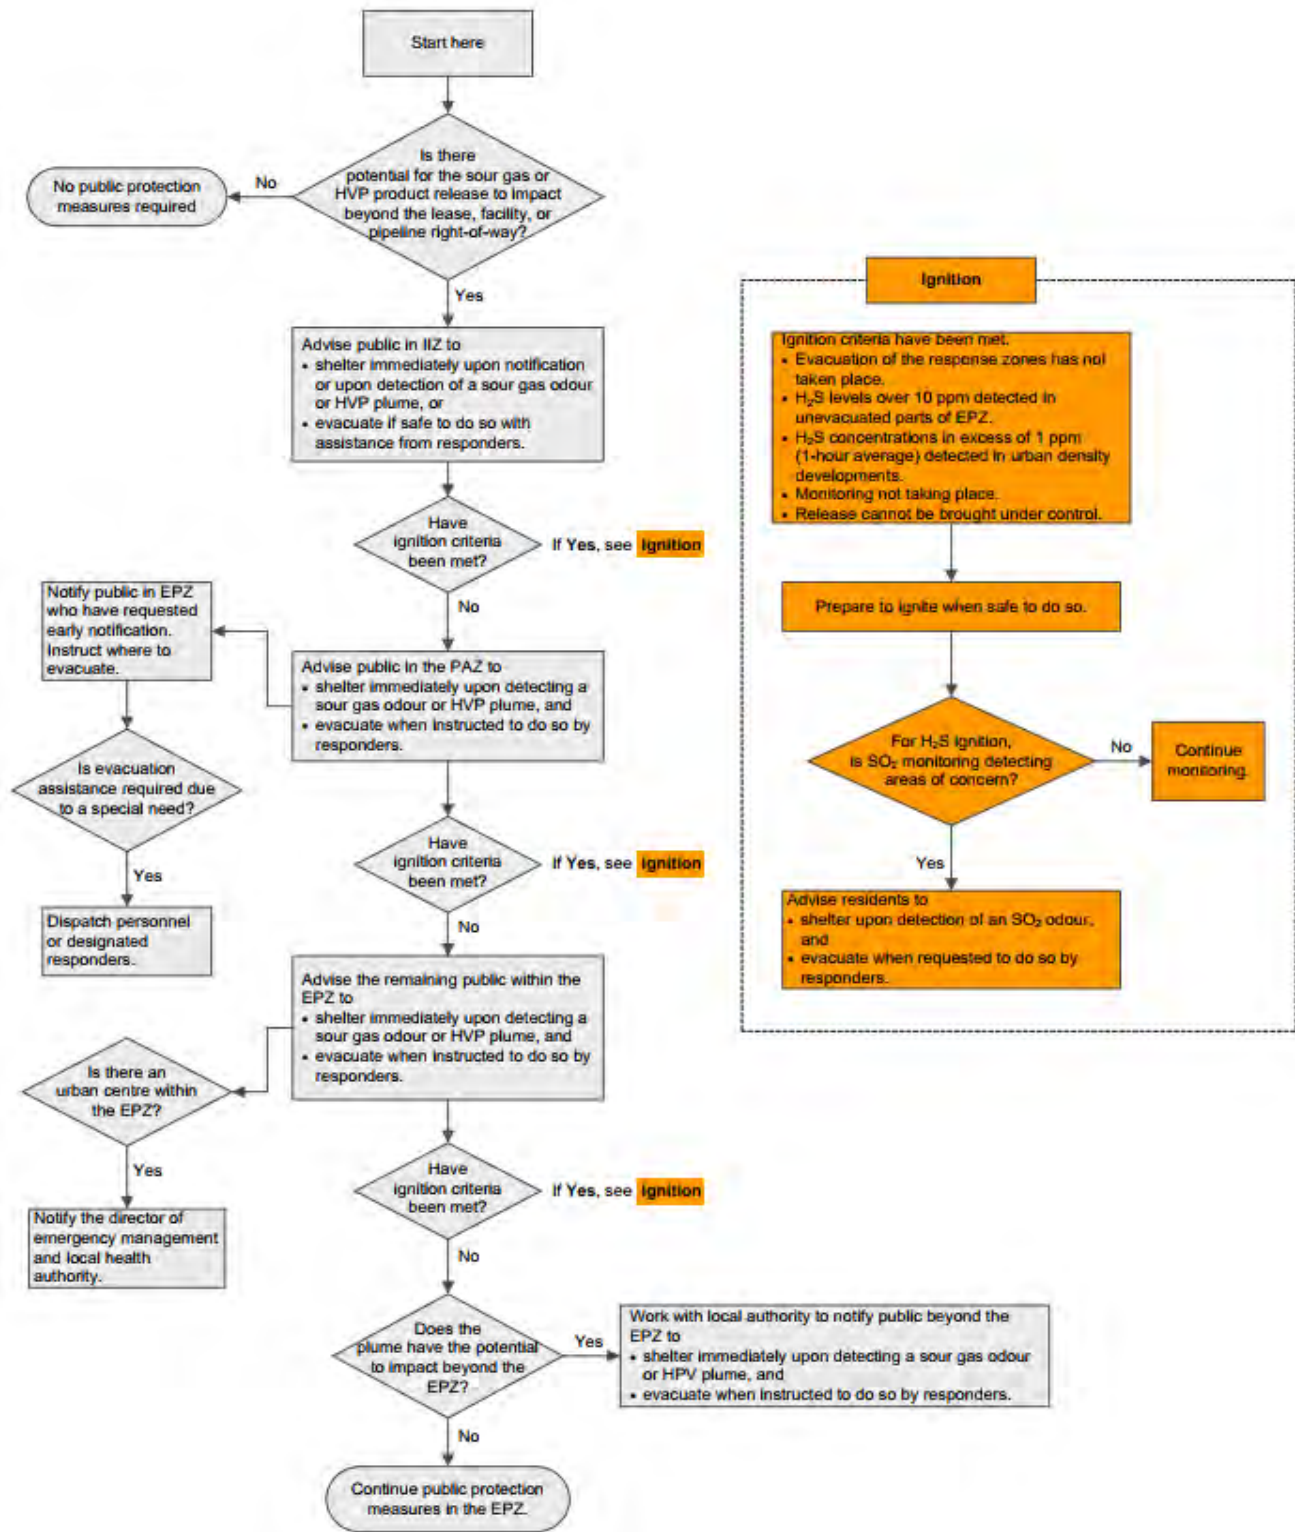 Start here
Is there
potential for the sour gas or
HVP product release to impact
beyond the lease, facility, or
pipeline right-of-way?
No
No public protection
measures required
Yes
Advise public in IIZ to
• shelter immediately upon notification
or upon detection of a sour gas odour
or HVP plume, or
• evacuate if safe to do so with
assistance from responders.
Have
ignition criteria
been met?
If Yes, see Ignition
No
Notify public in EPZ
who have requested
early notification.
Instruct where to
evacuate.
Advise public in the PAZ to
• shelter immediately upon detecting a
sour gas odour or HVP plume, and
• evacuate when instructed to do so by
responders.
Is evacuation
assistance required due
to a special need?
Yes
Dispatch personnel
or designated
responders.
Have
ignition criteria
been met?
If Yes, see Ignition
No
Advise the remaining public within the
EPZ to
• shelter immediately upon detecting a
sour gas odour or HVP plume, and
• evacuate when instructed to do so by
responders.
Is there an
urban centre within
the EPZ?
Yes
Notify the director of
emergency management
and local health
authority.
Have
ignition criteria
been met?
If Yes, see Ignition
No
Does the
plume have the potential
to impact beyond the
EPZ?
Yes
Work with local authority to notify public beyond the
EPZ to
• shelter immediately upon detecting a sour gas odour
or HPV plume, and
• evacuate when instructed to do so by responders.
No
Continue public protection
measures in the EPZ.
Ignition
Ignition criteria have been met.
• Evacuation of the response zones has not
taken place.
• H₂S levels over 10 ppm detected in
unevacuated parts of EPZ.
• H₂S concentrations in excess of 1 ppm
(1-hour average) detected in urban density
developments.
• Monitoring not taking place.
• Release cannot be brought under control.
Prepare to ignite when safe to do so.
For H₂S ignition,
is SO₂ monitoring detecting
areas of concern?
No
Continue
monitoring.
Yes
Advise residents to
• shelter upon detection of an SO₂ odour,
and
• evacuate when requested to do so by
responders.